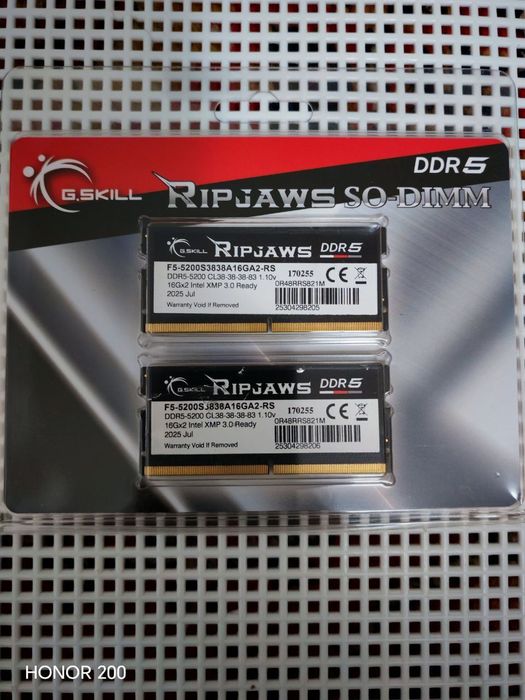 DDR5
G.SKILL RIPJAWS SO-DIMM
G.SKILL RIPJAWS DDR5
F5-5200S3838A16GA2-RS
DDR5-5200 CL38-38-38-83 1.10v
16Gx2 Intel XMP 3.0 Ready
2025 Jul
Warranty Void If Removed
170255 CE
0R48RRS821M
25304298205
G.SKILL RIPJAWS DDR5
F5-5200S3838A16GA2-RS
DDR5-5200 CL38-38-38-83 1.10v
16Gx2 Intel XMP 3.0 Ready
2025 Jul
Warranty Void If Removed
170255 CE
0R48RRS821M
25304298206
HONOR 200